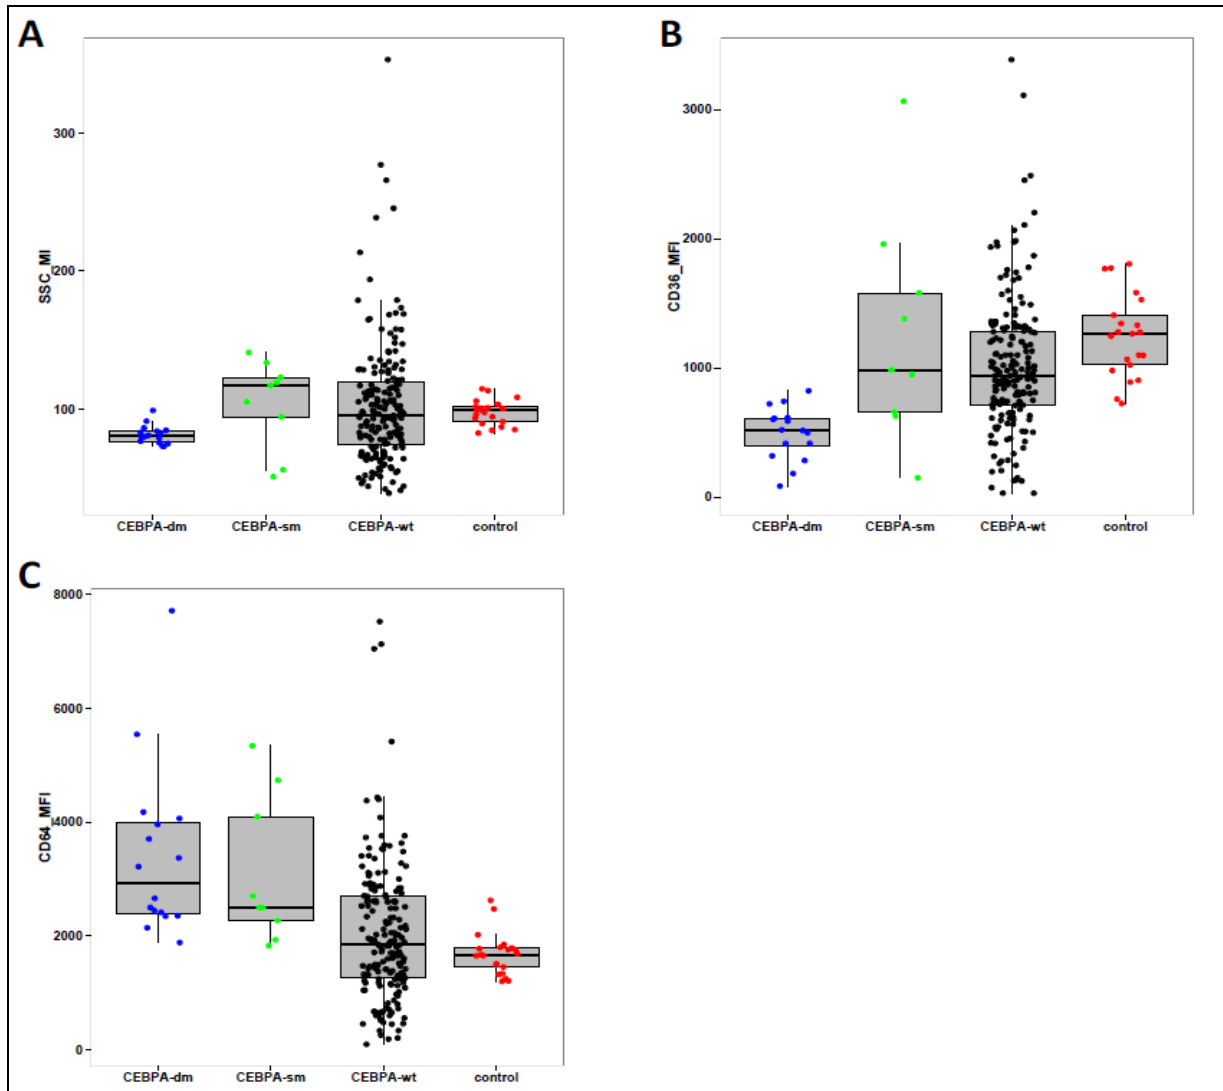 A
SSC_MI
300
200
100
CEBPA-dm CEBPA-sm CEBPA-wt control
B
CD36_MFI
3000
2000
1000
0
CEBPA-dm CEBPA-sm CEBPA-wt control
C
CD64_MFI
8000
6000
4000
2000
0
CEBPA-dm CEBPA-sm CEBPA-wt control